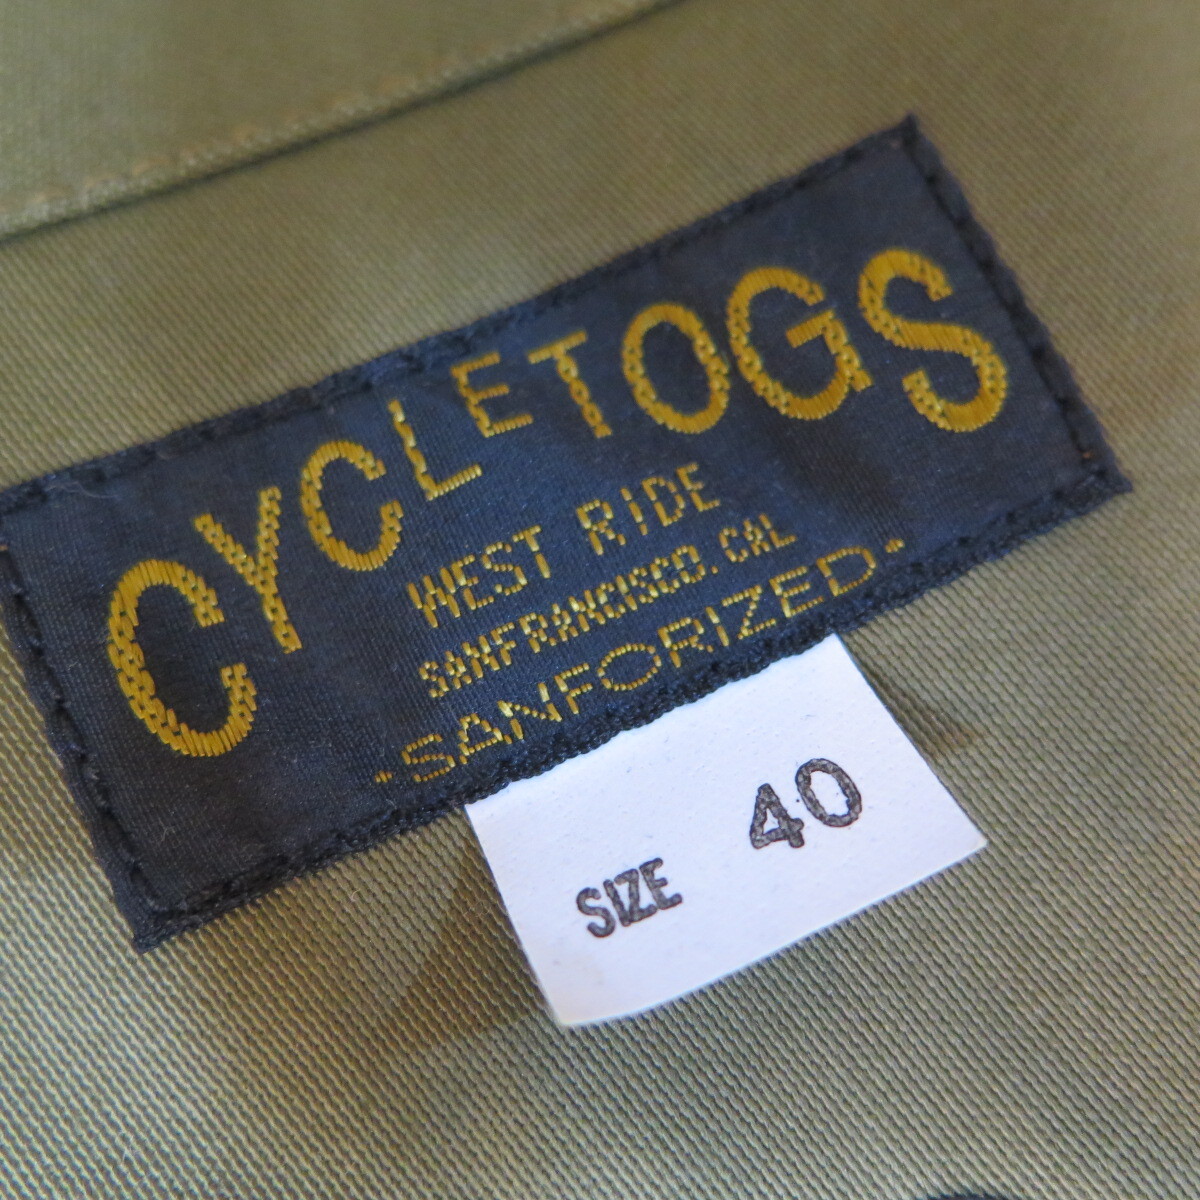 CYCLETOGS
WEST RIDE
SANFRANCISCO.CAL
·SANFORIZED·
SIZE 40